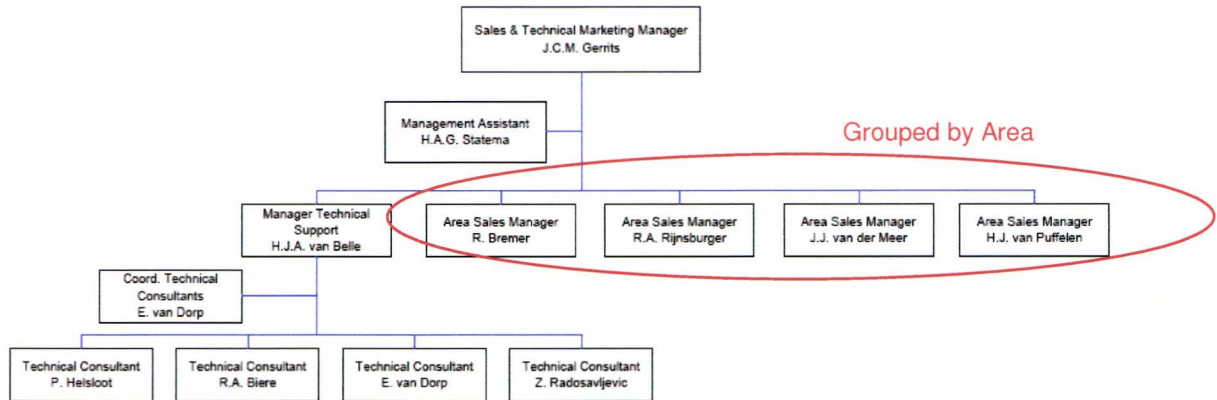 Sales & Technical Marketing Manager
J.C.M. Gerrits
Management Assistant
H.A.G. Statema
Grouped by Area
Manager Technical
Support
H.J.A. van Belle
Area Sales Manager
R. Bremer
Area Sales Manager
R.A. Rijnsburger
Area Sales Manager
J.J. van der Meer
Area Sales Manager
H.J. van Puffelen
Coord. Technical
Consultants
E. van Dorp
Technical Consultant
P. Helsloot
Technical Consultant
R.A. Biere
Technical Consultant
E. van Dorp
Technical Consultant
Z. Radosavljevic